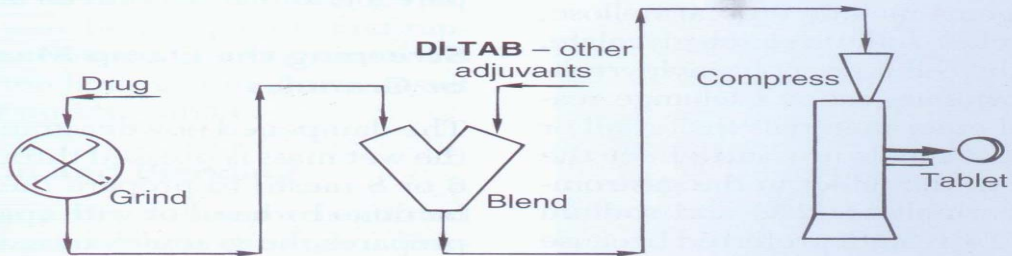 DI-TAB – other
adjuvants
Drug
Compress
Grind
Blend
Tablet